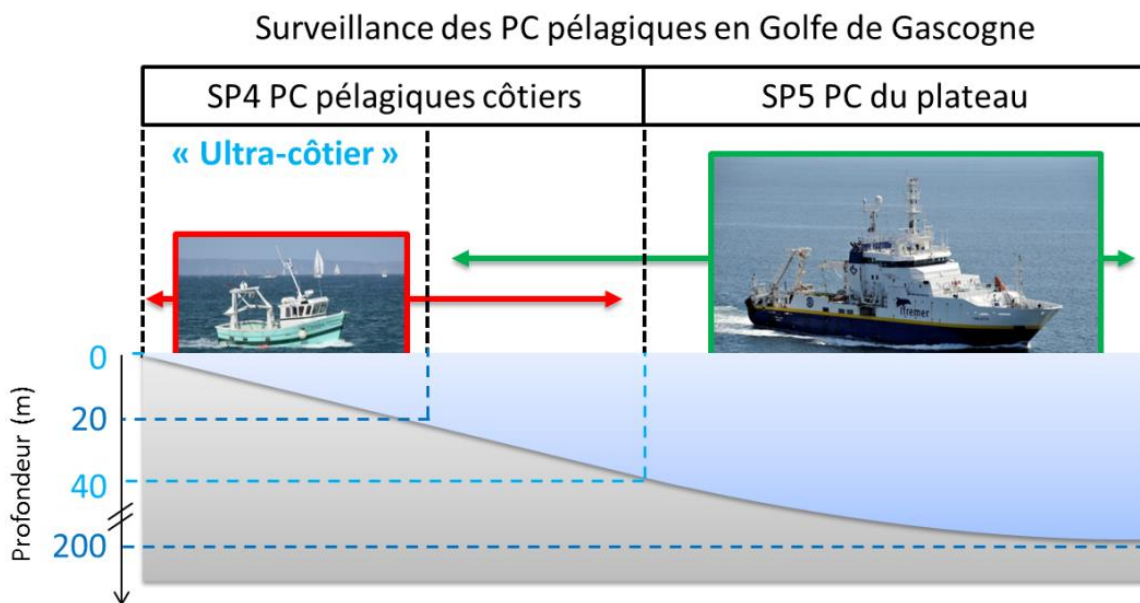 Surveillance des PC pélagiques en Golfe de Gascogne
SP4 PC pélagiques côtiers
SP5 PC du plateau
« Ultra-côtier »
ifremer
0
20
40
200
Profondeur (m)